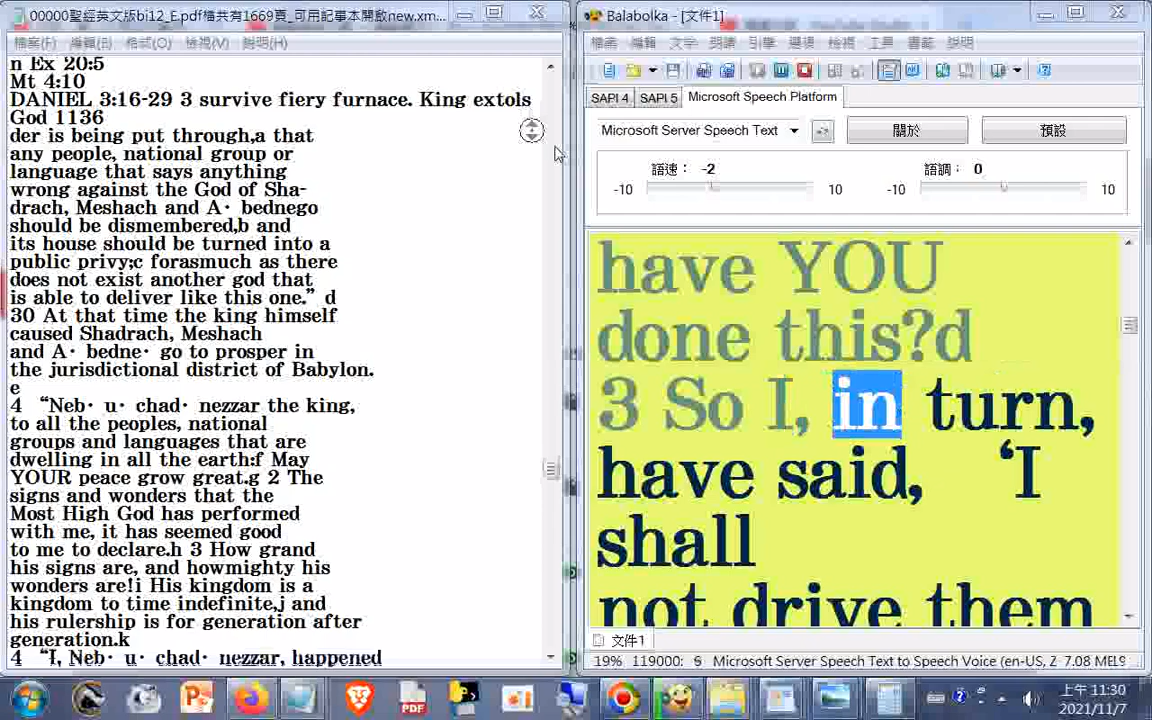 00000聖經英文版bi12_E.pdf檔共有1669頁_可用記事本開啟new.xm...
檔案(F) 編輯(E) 格式(O) 檢視(V) 說明(H)
n Ex 20:5
Mt 4:10
DANIEL 3:16-29 3 survive fiery furnace. King extols
God 1136
der is being put through,a that
any people, national group or
language that says anything
wrong against the God of Sha-
drach, Meshach and A· bednego
should be dismembered,b and
its house should be turned into a
public privy;c forasmuch as there
does not exist another god that
is able to deliver like this one.” d
30 At that time the king himself
caused Shadrach, Meshach
and A· bedne· go to prosper in
the jurisdictional district of Babylon.
e
4 “Neb· u· chad· nezzar the king,
to all the peoples, national
groups and languages that are
dwelling in all the earth:f May
YOUR peace grow great.g 2 The
signs and wonders that the
Most High God has performed
with me, it has seemed good
to me to declare.h 3 How grand
his signs are, and howmighty his
wonders are!i His kingdom is a
kingdom to time indefinite,j and
his rulership is for generation after
generation.k
4 “I, Neb· u· chad· nezzar, happened
Balabolka - [文件1]
檔案 編輯 文字 朗讀 引擎 選項 檢視 工具 書籤 說明
SAPI 4 SAPI 5 Microsoft Speech Platform
Microsoft Server Speech Text 關於 預設
語速： -2 語調： 0
-10 10 -10 10
have YOU
done this?d
3 So I, in turn,
have said, ‘I
shall
not drive them
文件1
19% 119000: Microsoft Server Speech Text to Speech Voice (en-US, Z 7.08
上午 11:30
2021/11/7